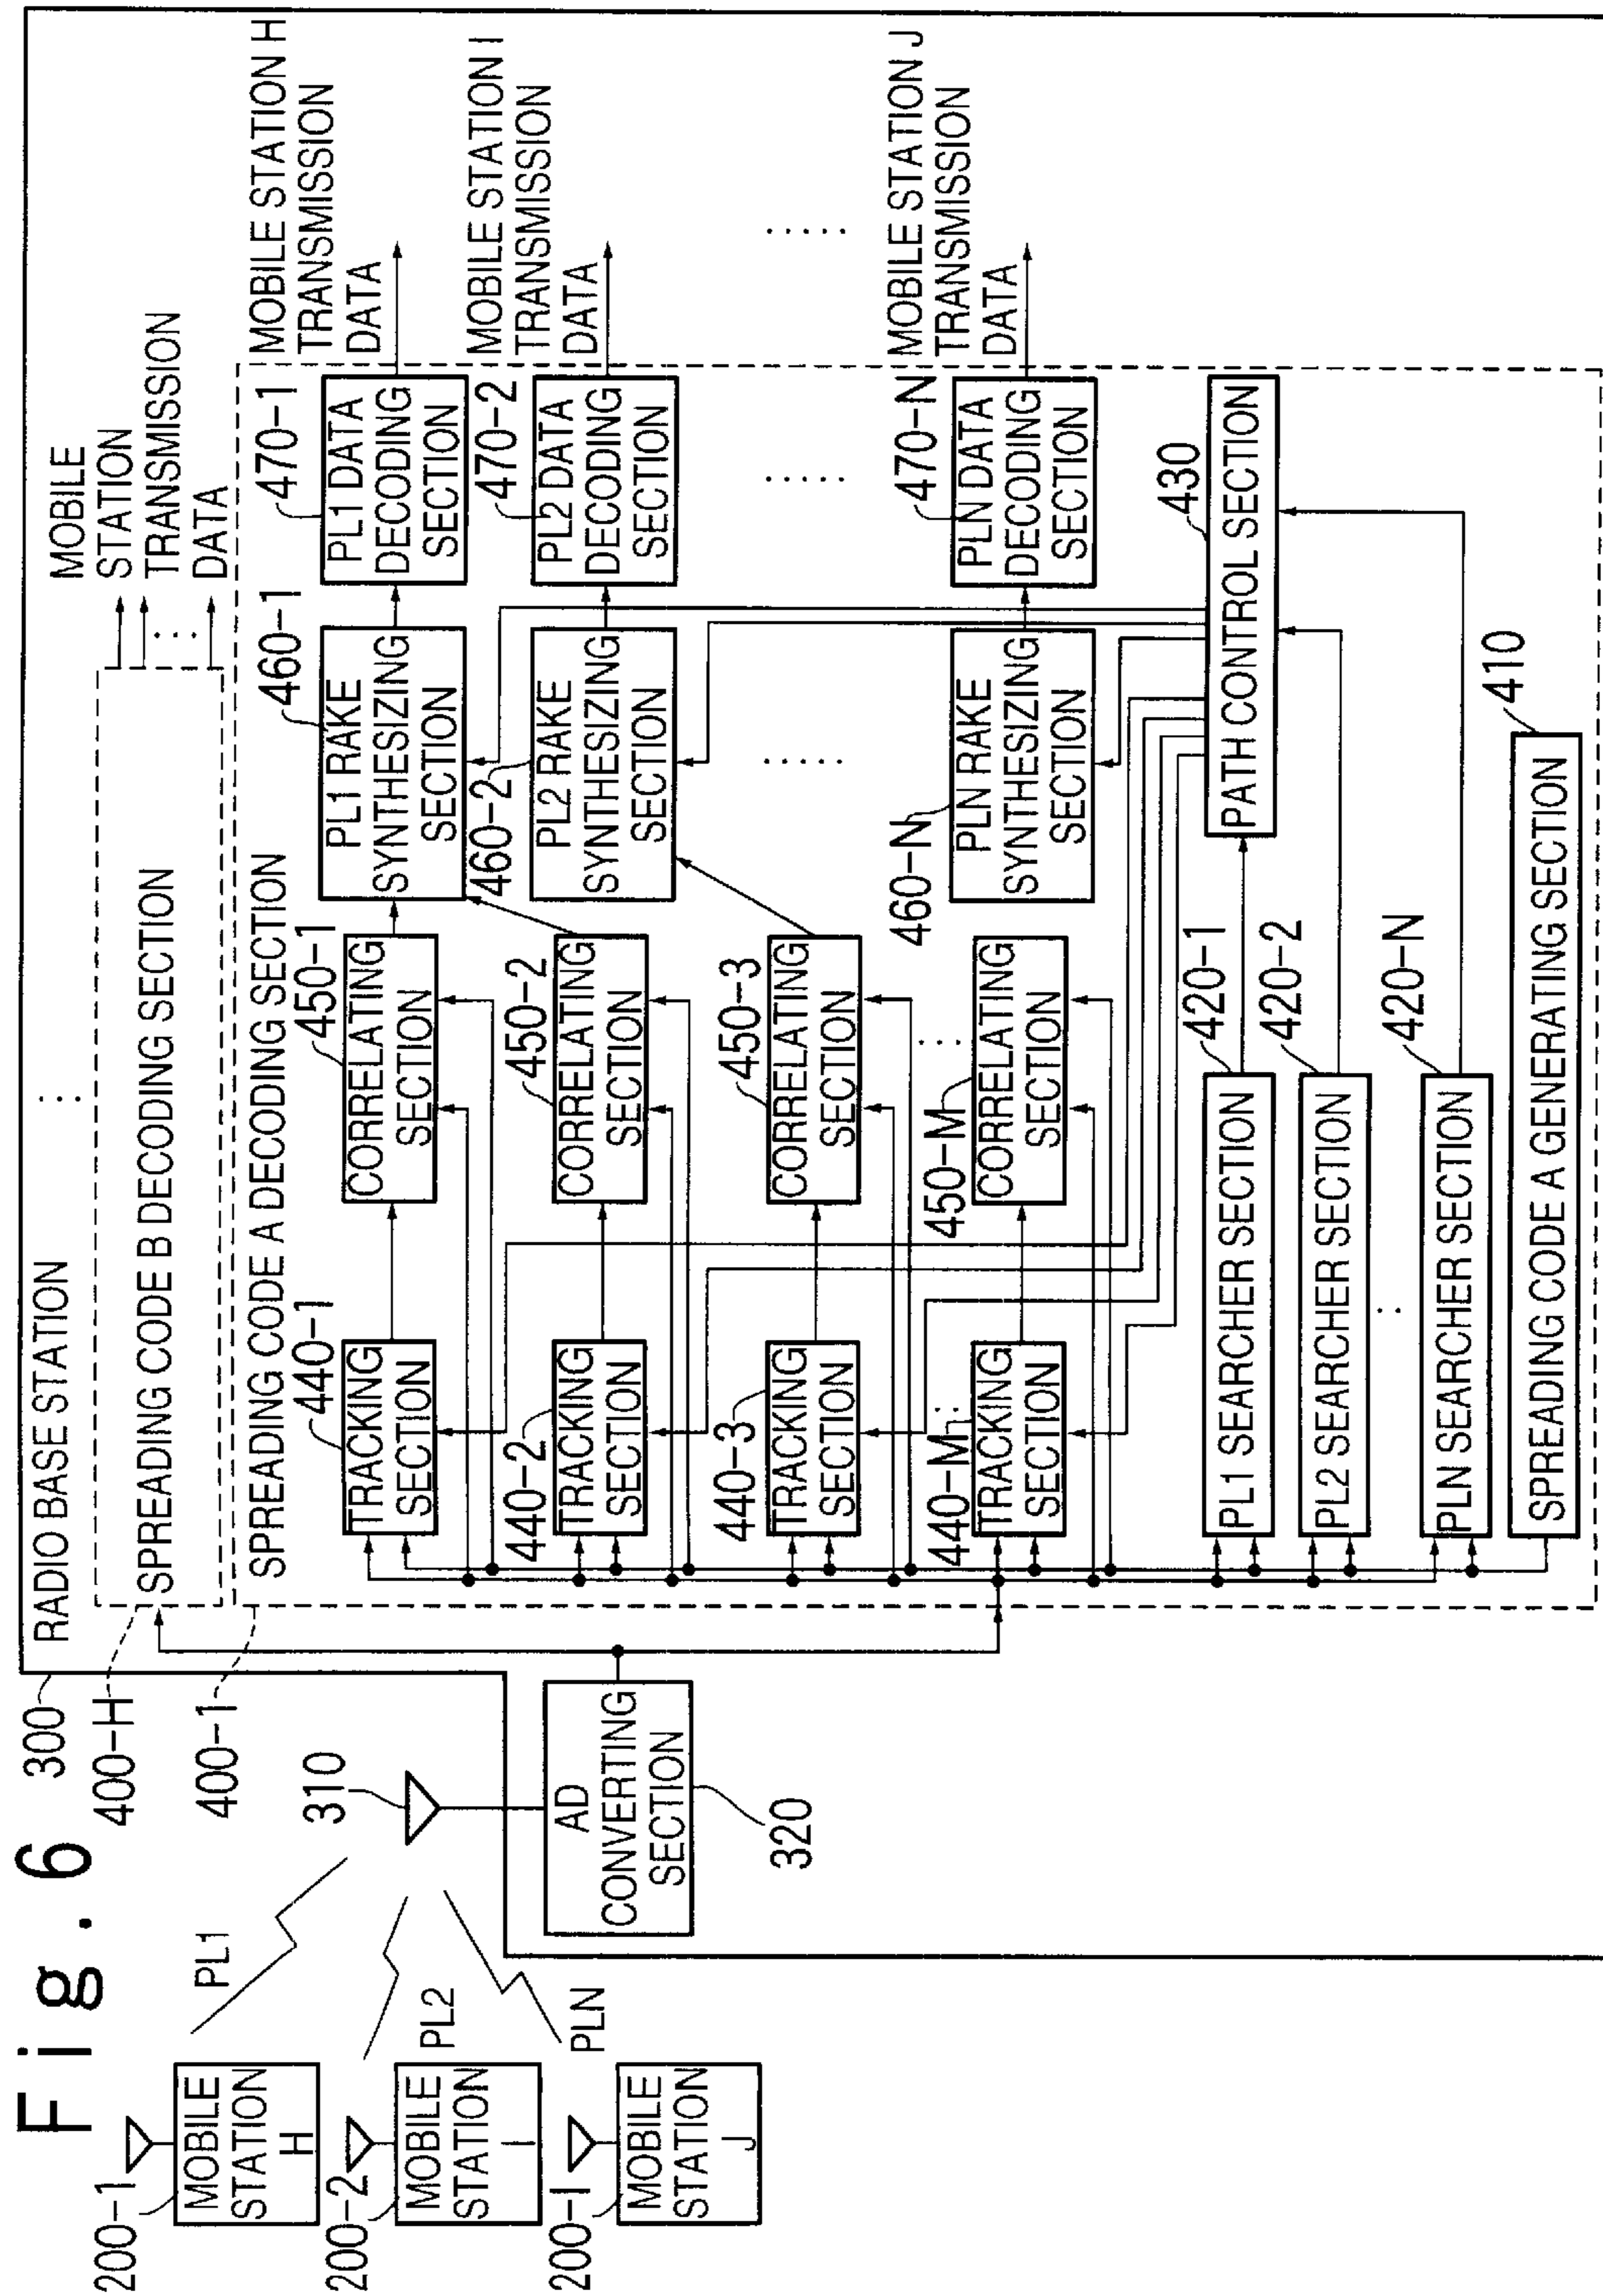 Fig. 6
200-1
MOBILE
STATION
H
200-2
MOBILE
STATION
I
200-I
MOBILE
STATION
J
PL1
PL2
PLN
310
AD
CONVERTING
SECTION
320
300
RADIO BASE STATION
400-H
SPREADING CODE B DECODING SECTION
MOBILE
STATION
TRANSMISSION
DATA
400-1
SPREADING CODE A DECODING SECTION
440-1
TRACKING
SECTION
450-1
CORRELATING
SECTION
460-1
PL1 RAKE
SYNTHESIZING
SECTION
470-1
PL1 DATA
DECODING
SECTION
MOBILE STATION H
TRANSMISSION
DATA
440-2
TRACKING
SECTION
450-2
CORRELATING
SECTION
460-2
PL2 RAKE
SYNTHESIZING
SECTION
470-2
PL2 DATA
DECODING
SECTION
MOBILE STATION I
TRANSMISSION
DATA
440-3
TRACKING
SECTION
450-3
CORRELATING
SECTION
440-M
TRACKING
SECTION
450-M
CORRELATING
SECTION
460-N
PLN RAKE
SYNTHESIZING
SECTION
470-N
PLN DATA
DECODING
SECTION
MOBILE STATION J
TRANSMISSION
DATA
PL1 SEARCHER SECTION
420-1
PATH CONTROL SECTION
430
PL2 SEARCHER SECTION
420-2
PLN SEARCHER SECTION
420-N
SPREADING CODE A GENERATING SECTION
410